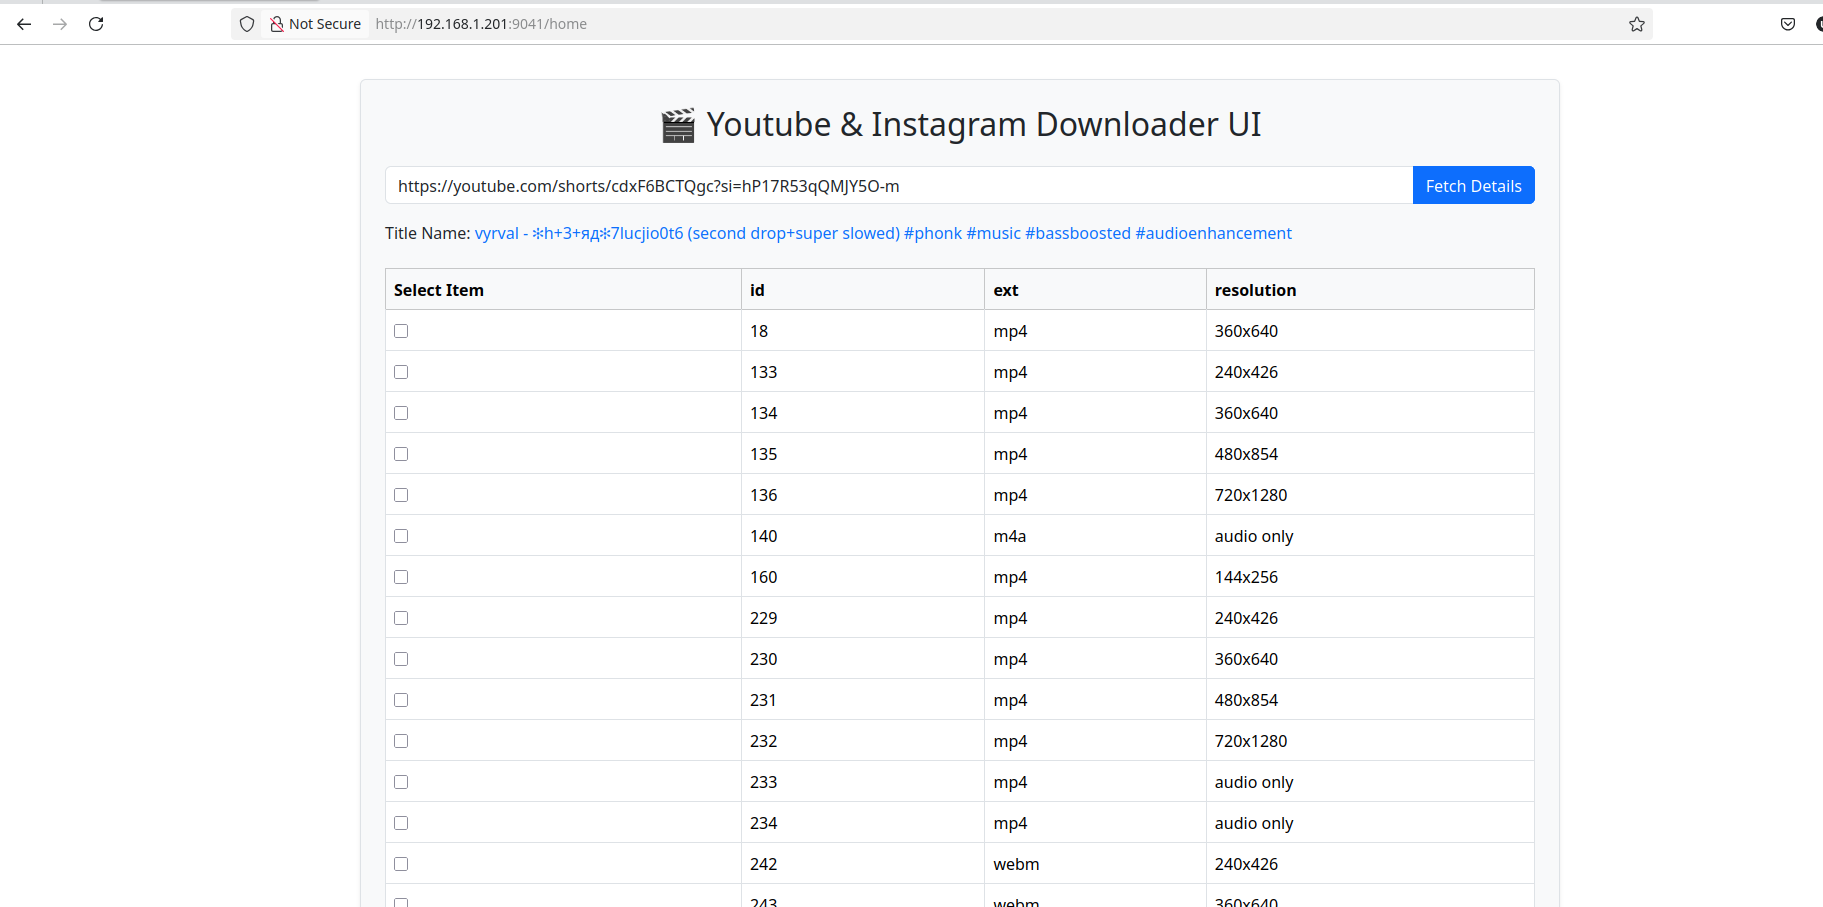 Not Secure http://192.168.1.201:9041/home
🎬 Youtube & Instagram Downloader UI
https://youtube.com/shorts/cdxF6BCTQgc?si=hP17R53qQMJY5O-m Fetch Details
Title Name: vyrval - ✻h+3+яд✻7lucjio0t6 (second drop+super slowed) #phonk #music #bassboosted #audioenhancement
Select Item id ext resolution
18 mp4 360x640
133 mp4 240x426
134 mp4 360x640
135 mp4 480x854
136 mp4 720x1280
140 m4a audio only
160 mp4 144x256
229 mp4 240x426
230 mp4 360x640
231 mp4 480x854
232 mp4 720x1280
233 mp4 audio only
234 mp4 audio only
242 webm 240x426
243 webm 360x640